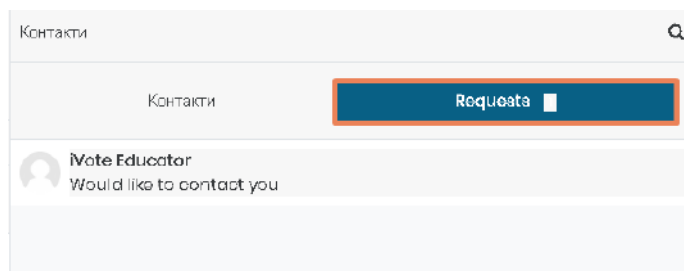 Контакти
Контакти
Requests
iVote Educator
Would like to contact you